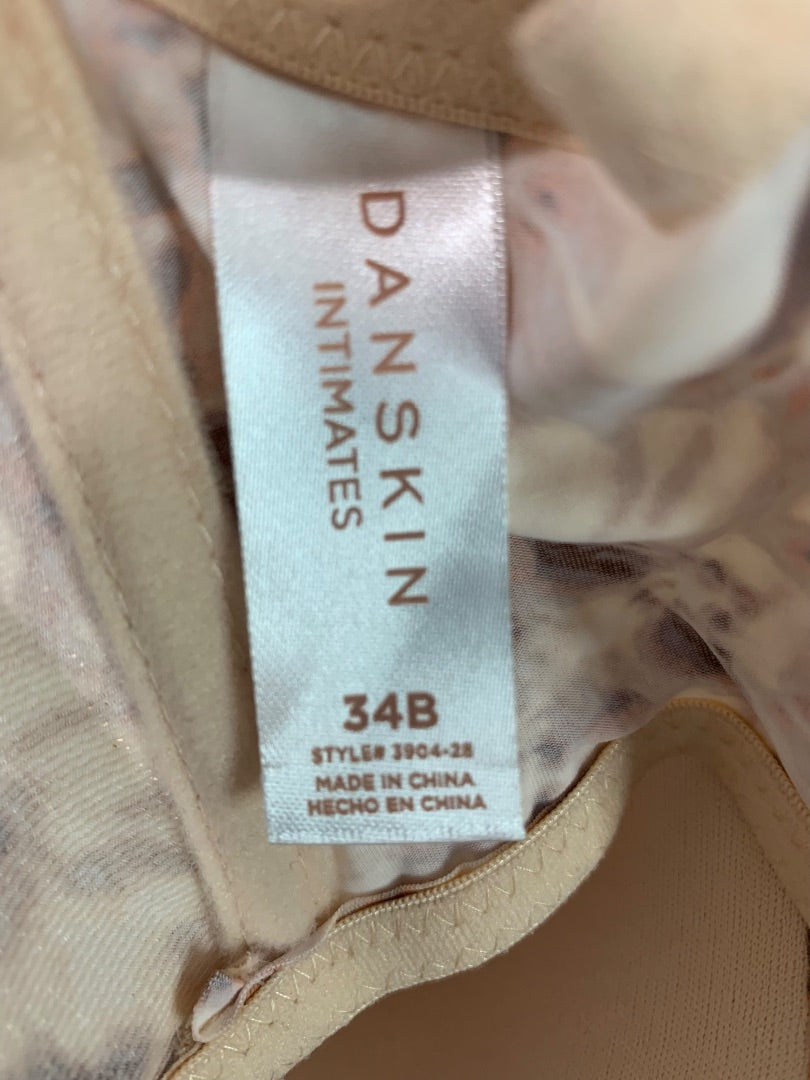 DANSKIN
INTIMATES
34B
STYLE# 3904-28
MADE IN CHINA
HECHO EN CHINA